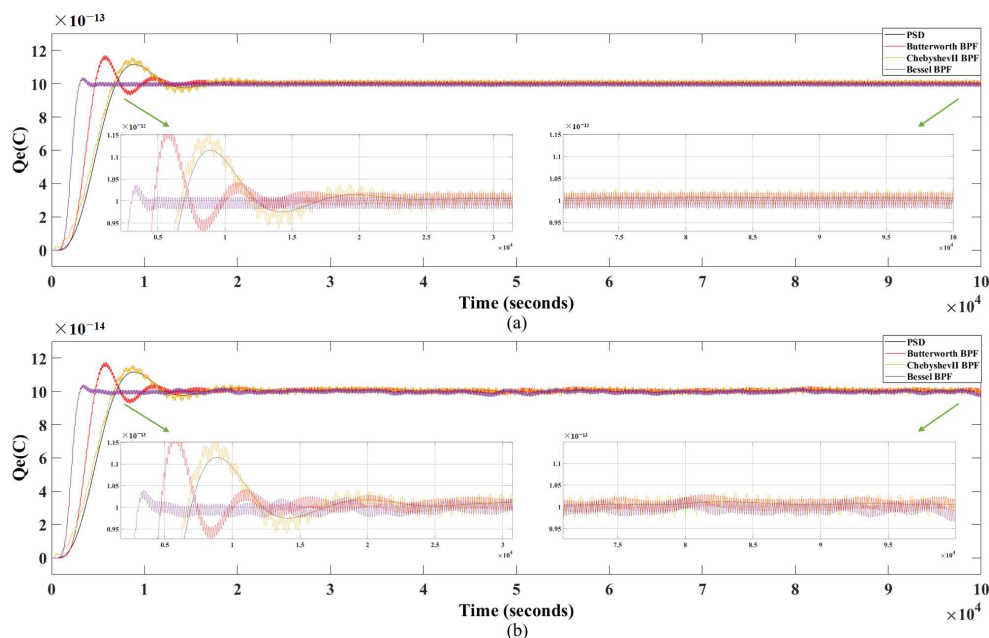 ×10⁻¹³
PSD
Butterworth BPF
ChebyshevII BPF
Bessel BPF
12
10
8
6
4
2
0
Qe(C)
×10⁻¹²
1.15
1.1
1.05
1
0.95
0.5 1 1.5 2 2.5 3
×10⁴
×10⁻¹²
1.15
1.1
1.05
1
0.95
7.5 8 8.5 9 9.5 10
×10⁴
0 1 2 3 4 5 6 7 8 9 10
Time (seconds)
×10⁴
(a)
×10⁻¹⁴
PSD
Butterworth BPF
ChebyshevII BPF
Bessel BPF
12
10
8
6
4
2
0
Qe(C)
×10⁻¹³
1.15
1.1
1.05
1
0.95
0.5 1 1.5 2 2.5 3
×10⁴
×10⁻¹³
1.15
1.1
1.05
1
0.95
7 7.5 8 8.5 9 9.5
×10⁴
0 1 2 3 4 5 6 7 8 9 10
Time (seconds)
×10⁴
(b)